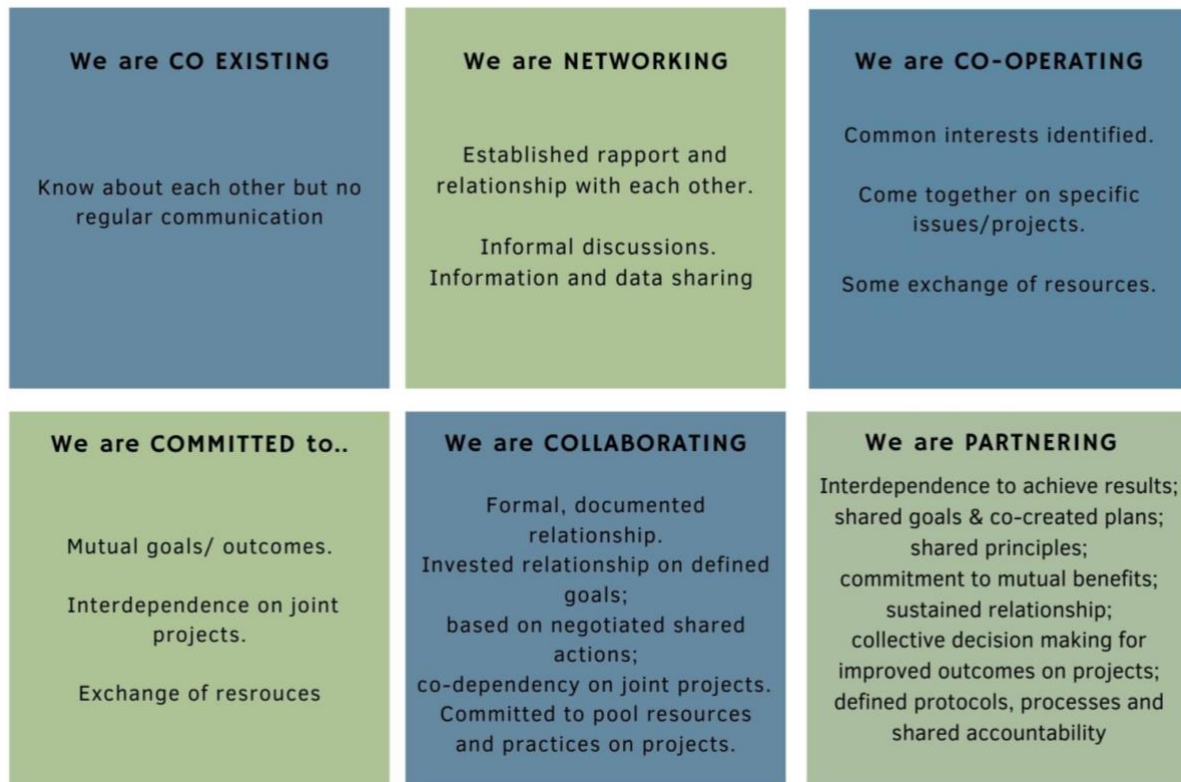 We are CO EXISTING
Know about each other but no
regular communication
We are NETWORKING
Established rapport and
relationship with each other.
Informal discussions.
Information and data sharing
We are CO-OPERATING
Common interests identified.
Come together on specific
issues/projects.
Some exchange of resources.
We are COMMITTED to..
Mutual goals/ outcomes.
Interdependence on joint
projects.
Exchange of resrouces
We are COLLABORATING
Formal, documented
relationship.
Invested relationship on defined
goals;
based on negotiated shared
actions;
co-dependency on joint projects.
Committed to pool resources
and practices on projects.
We are PARTNERING
Interdependence to achieve results;
shared goals & co-created plans;
shared principles;
commitment to mutual benefits;
sustained relationship;
collective decision making for
improved outcomes on projects;
defined protocols, processes and
shared accountability